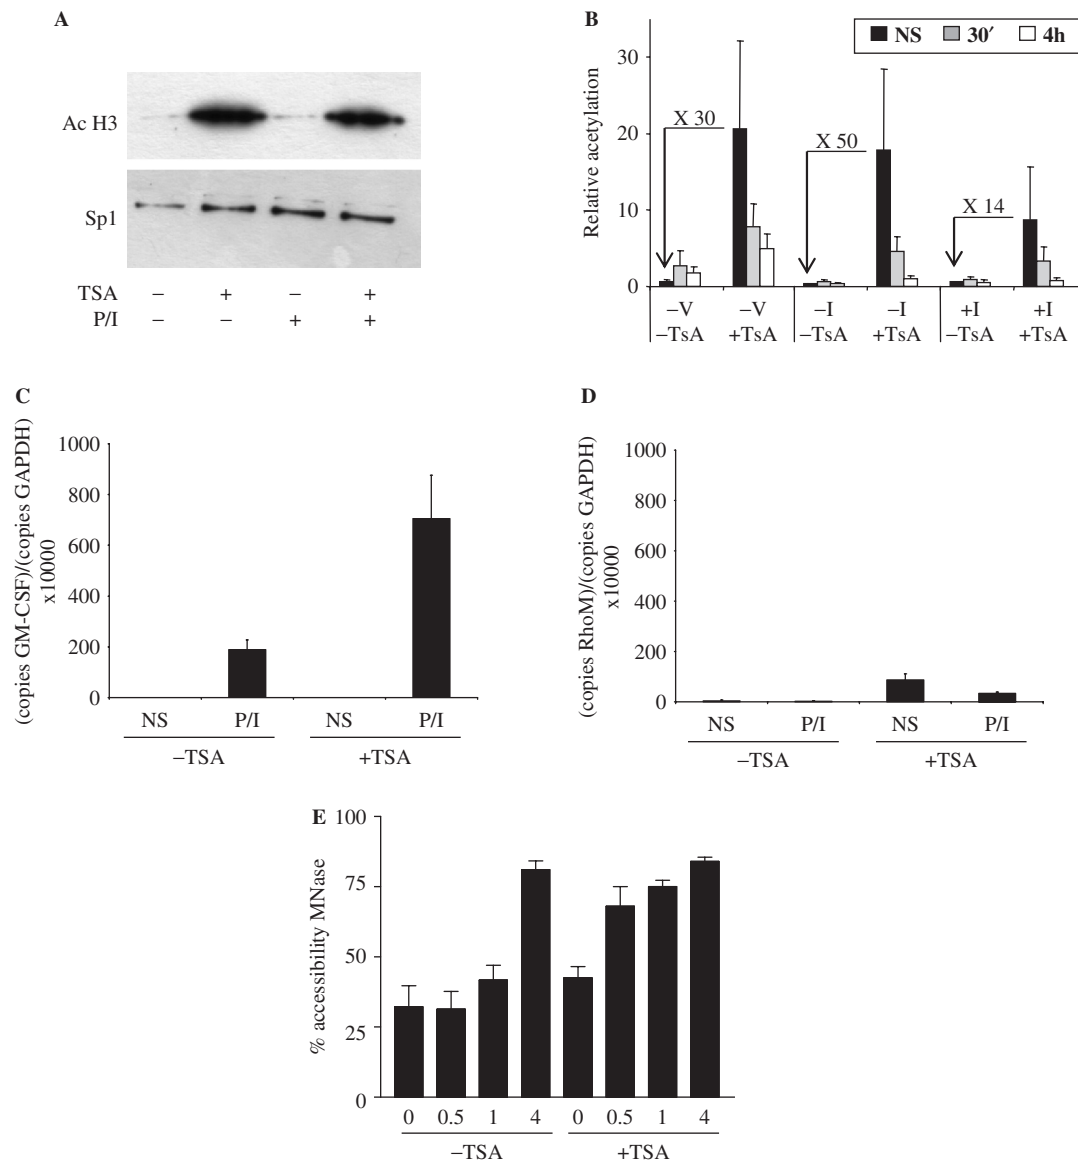 A
Ac H3
Sp1
TSA – + – +
P/I – – + +
B
NS 30′ 4h
Relative acetylation
30
20
10
0
X 30
X 50
X 14
–V –V –I –I +I +I
–TsA +TsA –TsA +TsA –TsA +TsA
C
(copies GM-CSF)/(copies GAPDH)
x10000
1000
800
600
400
200
0
NS P/I NS P/I
–TSA +TSA
D
(copies RhoM)/(copies GAPDH)
x10000
1000
800
600
400
200
0
NS P/I NS P/I
–TSA +TSA
E
% accessibility MNase
100
75
50
25
0
0 0.5 1 4 0 0.5 1 4
–TSA +TSA